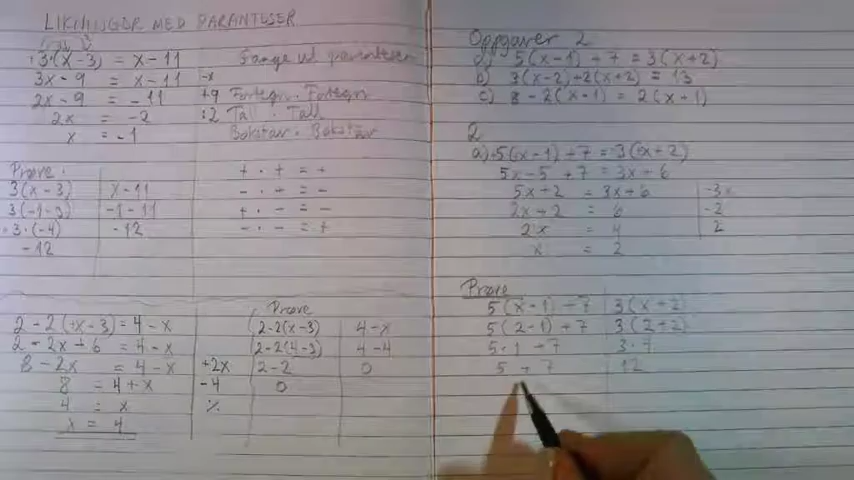 LIKNINGER MED PARANTESER
3·(x-3) = x-11
3x - 9 = x-11 -x
2x - 9 = -11 +9
2x = -2 :2
x = -1
Gange ut parentesen
Fortegn · Fortegn
Tall · Tall
Bokstav · Bokstav
Prøve:
3(x-3) x-11
3(-1-3) -1-11
3·(-4) -12
-12
+ · + = +
- · + = -
+ · - = -
- · - = +
2-2(x-3) = 4-x
2-2x+6 = 4-x
8-2x = 4-x +2x
8 = 4+x -4
4 = x %
x = 4
Prøve
2-2(x-3) 4-x
2-2(4-3) 4-4
2-2 0
0
Oppgaver 2
a) 5(x-1)+7 = 3(x+2)
b) 3(x-2)+2(x+2) = 13
c) 8-2(x-1) = 2(x+1)
2
a) 5(x-1)+7 = 3(x+2)
5x-5+7 = 3x+6
5x+2 = 3x+6 -3x
2x+2 = 6 -2
2x = 4 2
x = 2
Prøve
5(x-1)+7 3(x+2)
5(2-1)+7 3(2+2)
5·1+7 3·4
5+7 12